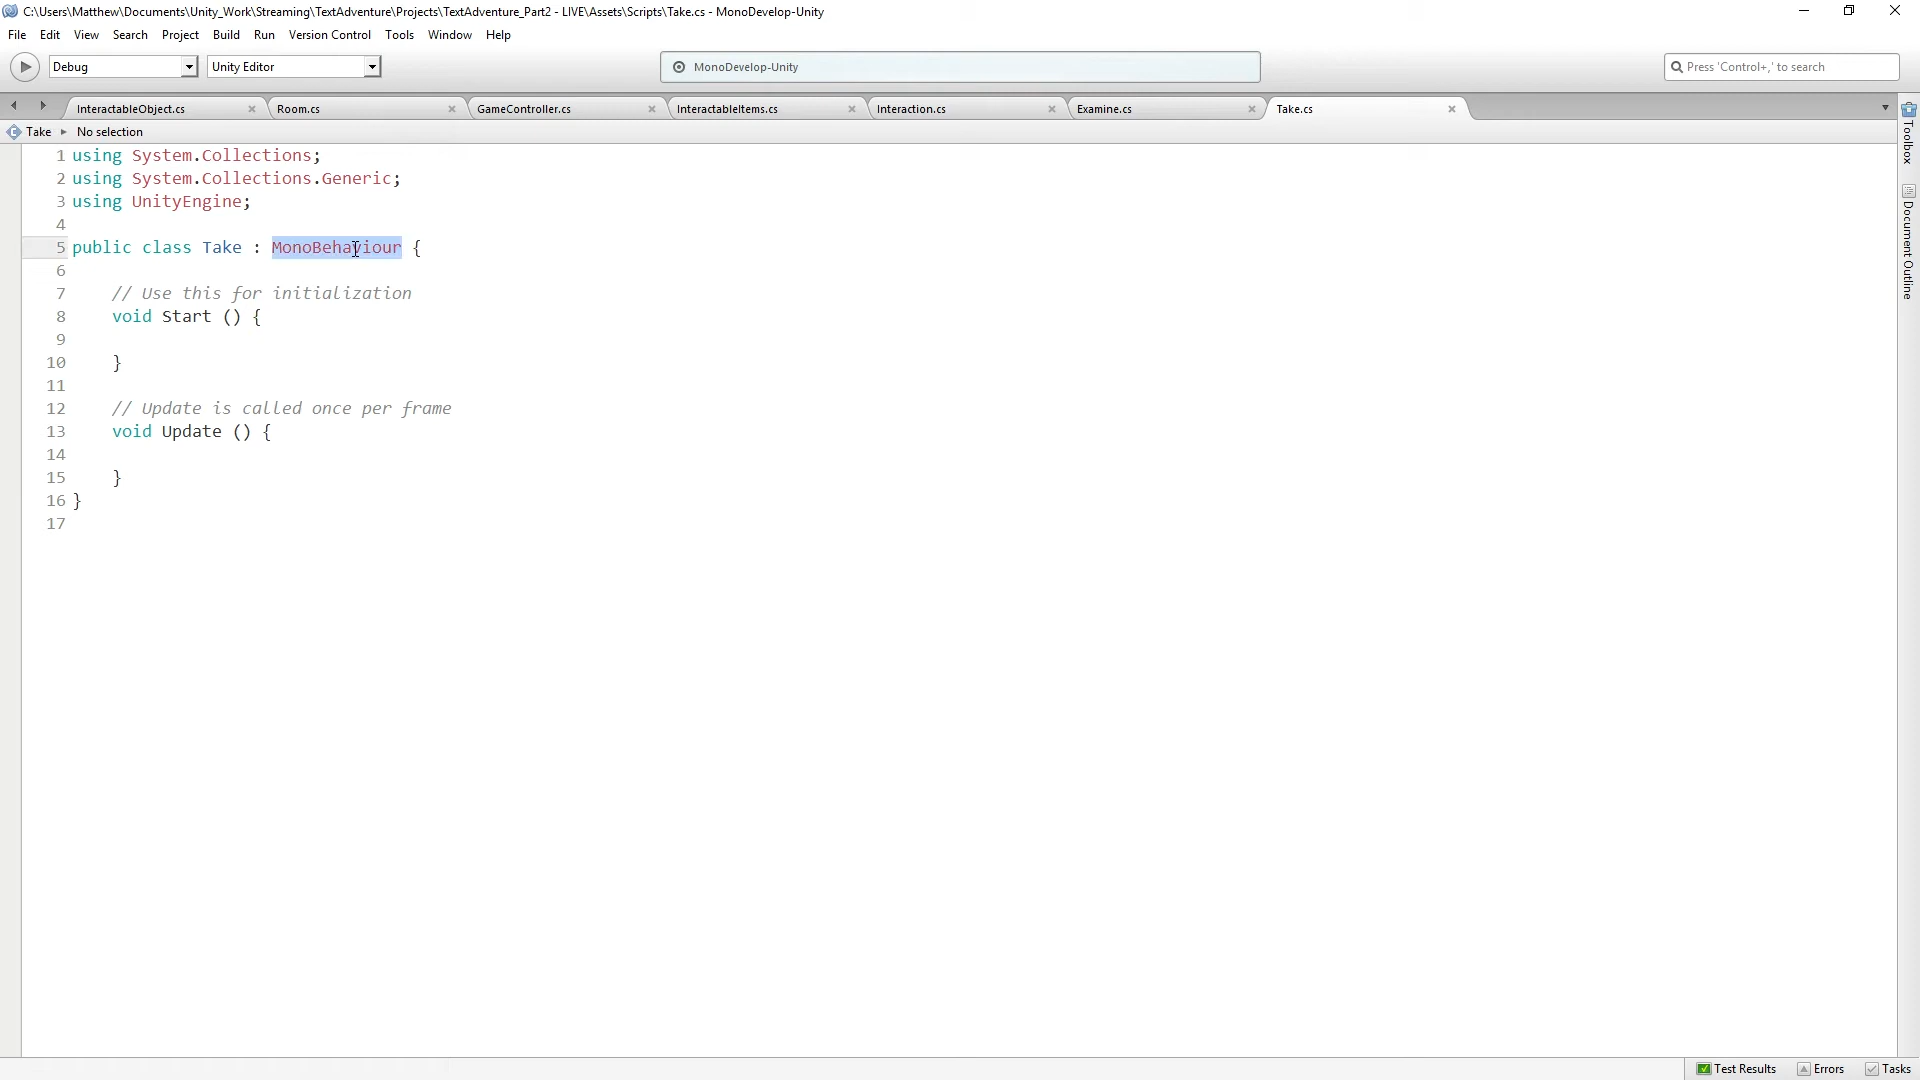 C:\Users\Matthew\Documents\Unity_Work\Streaming\TextAdventure\Projects\TextAdventure_Part2 - LIVE\Assets\Scripts\Take.cs - MonoDevelop-Unity
File Edit View Search Project Build Run Version Control Tools Window Help
Debug Unity Editor MonoDevelop-Unity Press 'Control+,' to search
InteractableObject.cs Room.cs GameController.cs InteractableItems.cs Interaction.cs Examine.cs Take.cs
Take No selection
1 using System.Collections;
2 using System.Collections.Generic;
3 using UnityEngine;
4
5 public class Take : MonoBehaviour {
6
7 // Use this for initialization
8 void Start () {
9
10 }
11
12 // Update is called once per frame
13 void Update () {
14
15 }
16 }
17
Toolbox
Document Outline
Test Results Errors Tasks